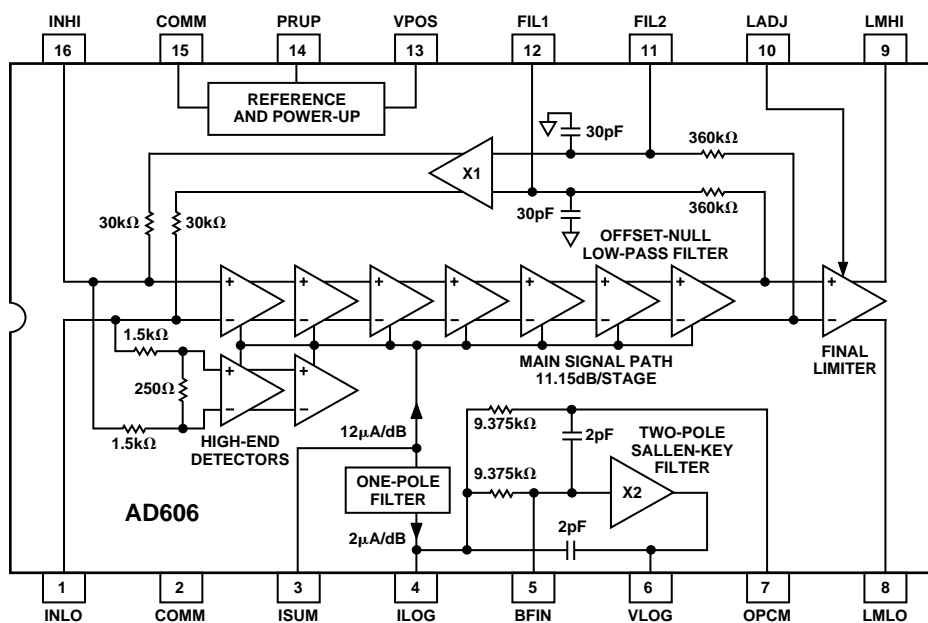 INHI COMM PRUP VPOS FIL1 FIL2 LADJ LMHI
16 15 14 13 12 11 10 9
REFERENCE
AND POWER-UP
30pF
360kΩ
X1
30pF
360kΩ
30kΩ 30kΩ
OFFSET-NULL
LOW-PASS FILTER
+ + + + + + + +
– – – – – – – –
1.5kΩ
MAIN SIGNAL PATH
11.15dB/STAGE
FINAL
LIMITER
+ +
250Ω
– –
1.5kΩ
HIGH-END
DETECTORS
12μA/dB
9.375kΩ
2pF
TWO-POLE
SALLEN-KEY
FILTER
ONE-POLE
FILTER
9.375kΩ
X2
AD606
2μA/dB
2pF
1 2 3 4 5 6 7 8
INLO COMM ISUM ILOG BFIN VLOG OPCM LMLO